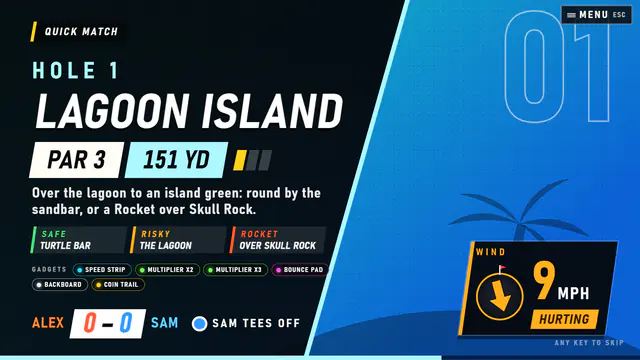 QUICK MATCH
MENU ESC
01
HOLE 1
LAGOON ISLAND
PAR 3 151 YD
Over the lagoon to an island green: round by the
sandbar, or a Rocket over Skull Rock.
SAFE
TURTLE BAR
RISKY
THE LAGOON
ROCKET
OVER SKULL ROCK
GADGETS SPEED STRIP MULTIPLIER X2 MULTIPLIER X3 BOUNCE PAD
BACKBOARD COIN TRAIL
ALEX 0 – 0 SAM SAM TEES OFF
WIND
9 MPH
HURTING
ANY KEY TO SKIP